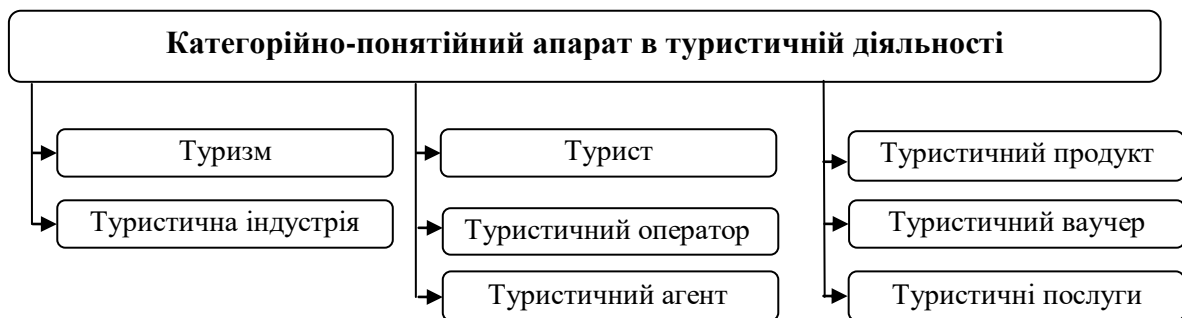 Категорійно-понятійний апарат в туристичній діяльності
Туризм
Туристична індустрія
Турист
Туристичний оператор
Туристичний агент
Туристичний продукт
Туристичний ваучер
Туристичні послуги